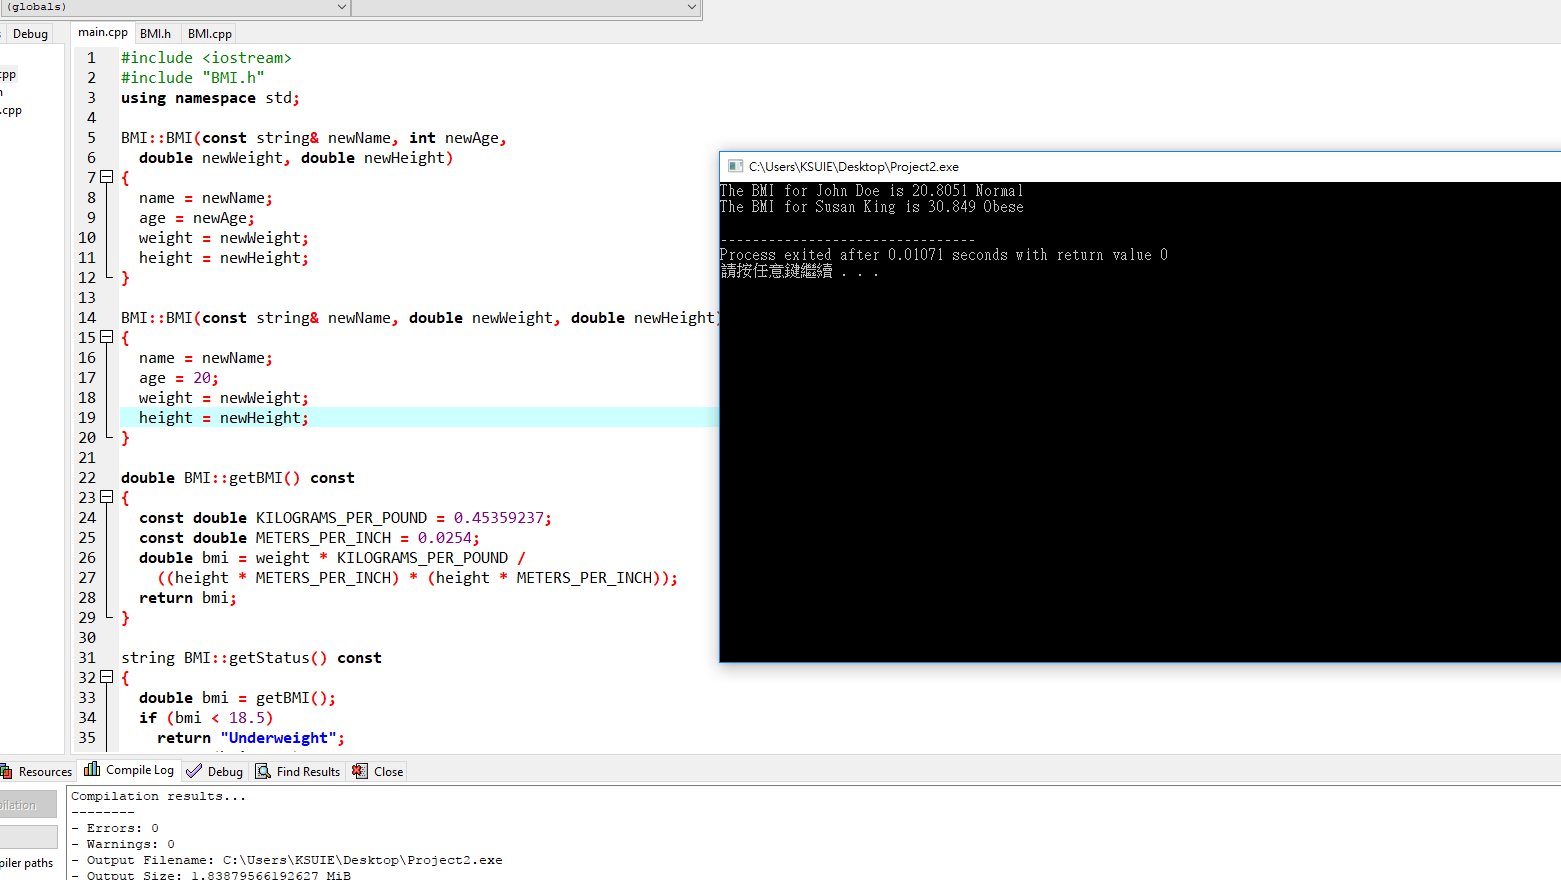 (globals)
Debug
main.cpp BMI.h BMI.cpp
cpp
.cpp
1 #include <iostream>
2 #include "BMI.h"
3 using namespace std;
4
5 BMI::BMI(const string& newName, int newAge,
6 double newWeight, double newHeight)
7 {
8 name = newName;
9 age = newAge;
10 weight = newWeight;
11 height = newHeight;
12 }
13
14 BMI::BMI(const string& newName, double newWeight, double newHeight)
15 {
16 name = newName;
17 age = 20;
18 weight = newWeight;
19 height = newHeight;
20 }
21
22 double BMI::getBMI() const
23 {
24 const double KILOGRAMS_PER_POUND = 0.45359237;
25 const double METERS_PER_INCH = 0.0254;
26 double bmi = weight * KILOGRAMS_PER_POUND /
27 ((height * METERS_PER_INCH) * (height * METERS_PER_INCH));
28 return bmi;
29 }
30
31 string BMI::getStatus() const
32 {
33 double bmi = getBMI();
34 if (bmi < 18.5)
35 return "Underweight";
C:\Users\KSUIE\Desktop\Project2.exe
The BMI for John Doe is 20.8051 Normal
The BMI for Susan King is 30.849 Obese
--------------------------------
Process exited after 0.01071 seconds with return value 0
請按任意鍵繼續 . . .
Resources Compile Log Debug Find Results Close
pilation
piler paths
Compilation results...
--------
- Errors: 0
- Warnings: 0
- Output Filename: C:\Users\KSUIE\Desktop\Project2.exe
- Output Size: 1.83879566192627 MiB